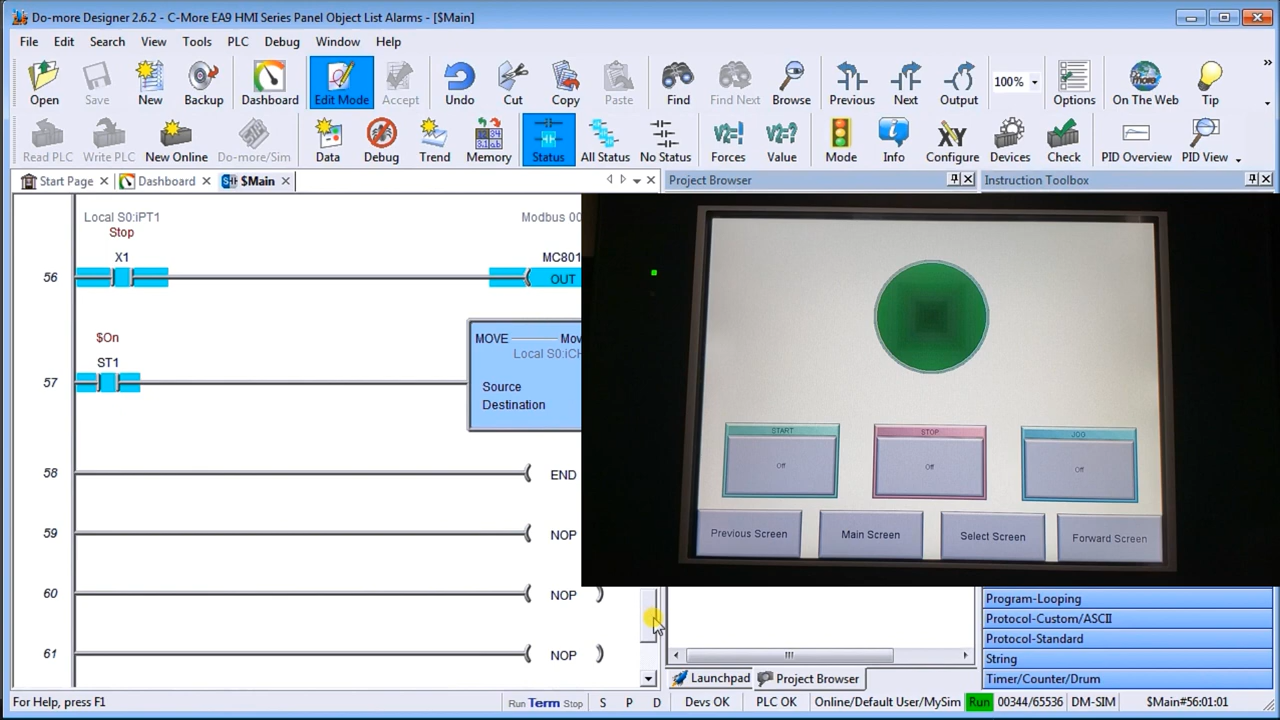 Do-more Designer 2.6.2 - C-More EA9 HMI Series Panel Object List Alarms - [$Main]
File Edit Search View Tools PLC Debug Window Help
Open Save New Backup Dashboard Edit Mode Accept Undo Cut Copy Paste Find Find Next Browse Previous Next Output 100% Options On The Web Tip
Read PLC Write PLC New Online Do-more/Sim Data Debug Trend Memory Status All Status No Status Forces Value Mode Info Configure Devices Check PID Overview PID View
Start Page Dashboard $Main Project Browser Instruction Toolbox
Local S0:iPT1 Modbus 00
Stop
X1 MC801
56 OUT
$On
MOVE Mov
Local S0:iCH
ST1
57
Source
Destination
58 END
59 NOP
60 NOP
61 NOP
START STOP JOG
Off Off Off
Previous Screen Main Screen Select Screen Forward Screen
Program-Looping
Protocol-Custom/ASCII
Protocol-Standard
String
Timer/Counter/Drum
Launchpad Project Browser
For Help, press F1 Run Term Stop S P D Devs OK PLC OK Online/Default User/MySim Run 00344/65536 DM-SIM $Main#56:01:01